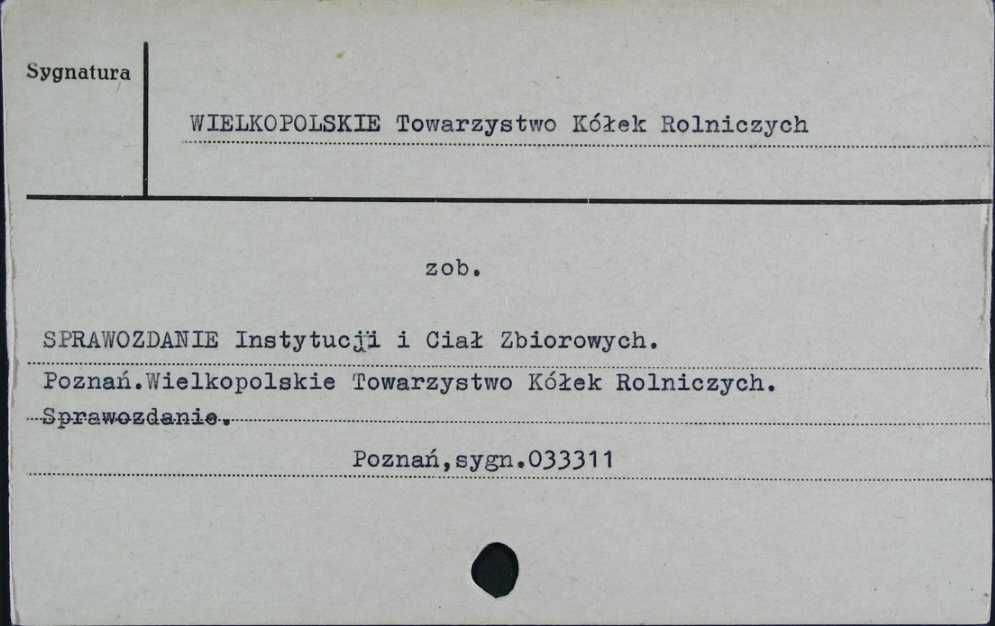 Sygnatura
WIELKOPOLSKIE Towarzystwo Kółek Rolniczych
zob.
SPRAWOZDANIE Instytucji i Ciał Zbiorowych.
Poznań.Wielkopolskie Towarzystwo Kółek Rolniczych.
Sprawozdanie.
Poznań,sygn.033311